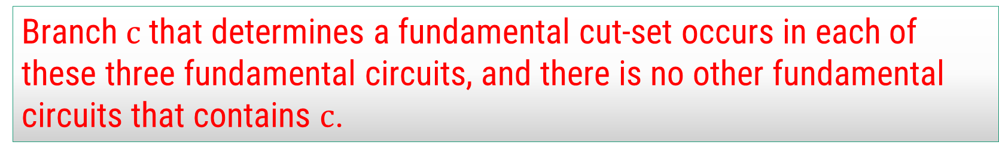 Branch c that determines a fundamental cut-set occurs in each of
these three fundamental circuits, and there is no other fundamental
circuits that contains c.